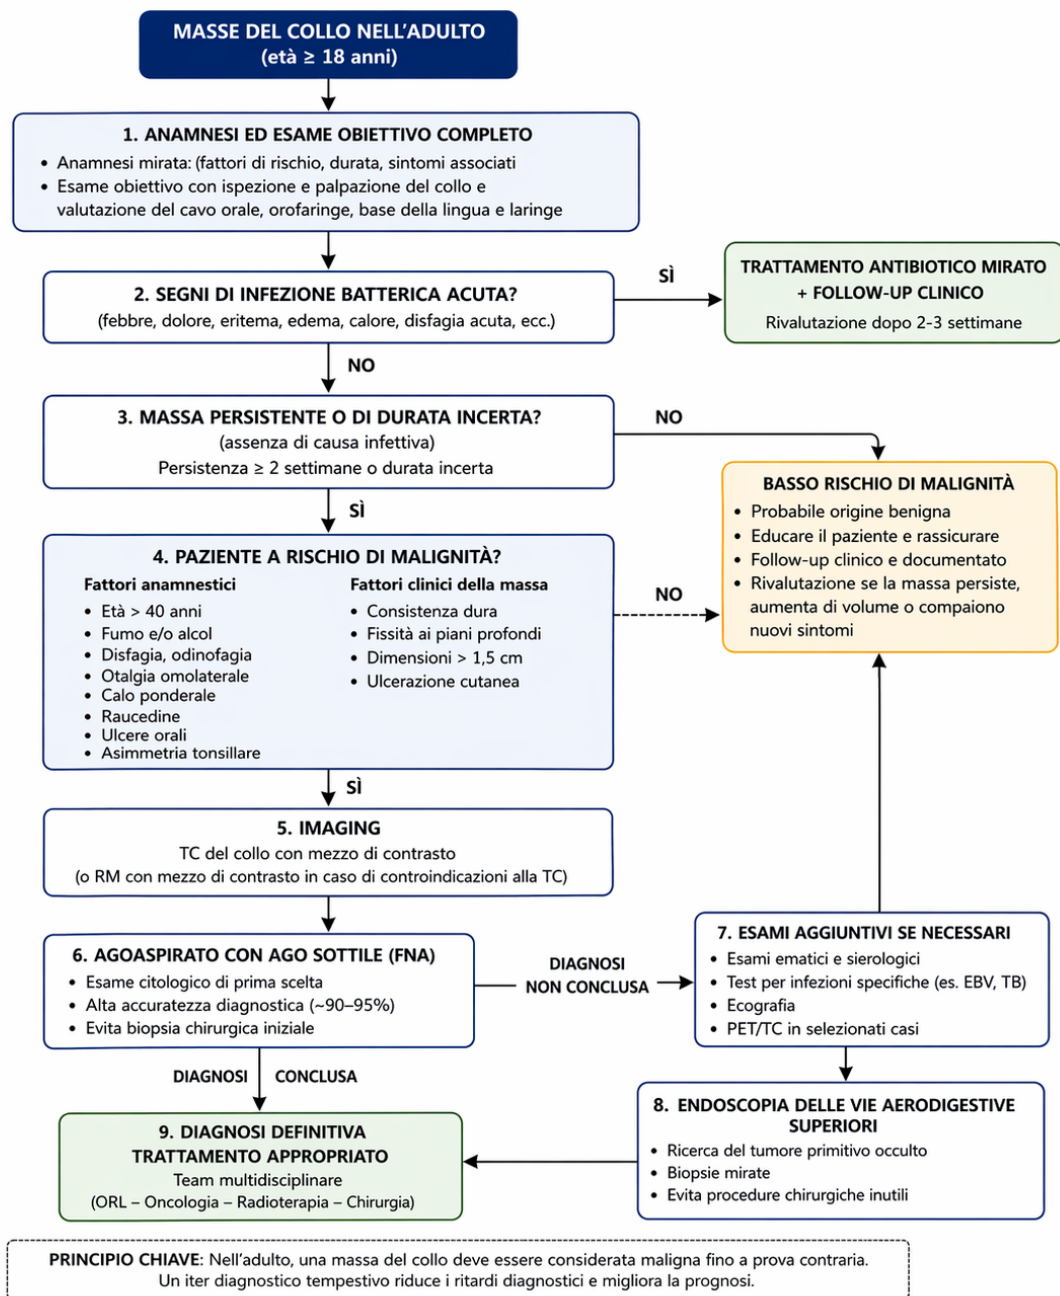 MASSE DEL COLLO NELL'ADULTO
(età ≥ 18 anni)
1. ANAMNESI ED ESAME OBIETTIVO COMPLETO
• Anamnesi mirata: (fattori di rischio, durata, sintomi associati
• Esame obiettivo con ispezione e palpazione del collo e
valutazione del cavo orale, orofaringe, base della lingua e laringe
2. SEGNI DI INFEZIONE BATTERICA ACUTA?
(febbre, dolore, eritema, edema, calore, disfagia acuta, ecc.)
SÌ
TRATTAMENTO ANTIBIOTICO MIRATO
+ FOLLOW-UP CLINICO
Rivalutazione dopo 2-3 settimane
NO
3. MASSA PERSISTENTE O DI DURATA INCERTA?
(assenza di causa infettiva)
Persistenza ≥ 2 settimane o durata incerta
NO
BASSO RISCHIO DI MALIGNITÀ
• Probabile origine benigna
• Educare il paziente e rassicurare
• Follow-up clinico e documentato
• Rivalutazione se la massa persiste,
aumenta di volume o compaiono
nuovi sintomi
SÌ
4. PAZIENTE A RISCHIO DI MALIGNITÀ?
Fattori anamnestici
• Età > 40 anni
• Fumo e/o alcol
• Disfagia, odinofagia
• Otalgia omolaterale
• Calo ponderale
• Raucedine
• Ulcere orali
• Asimmetria tonsillare
Fattori clinici della massa
• Consistenza dura
• Fissità ai piani profondi
• Dimensioni > 1,5 cm
• Ulcerazione cutanea
NO
SÌ
5. IMAGING
TC del collo con mezzo di contrasto
(o RM con mezzo di contrasto in caso di controindicazioni alla TC)
6. AGOASPIRATO CON AGO SOTTILE (FNA)
• Esame citologico di prima scelta
• Alta accuratezza diagnostica (~90–95%)
• Evita biopsia chirurgica iniziale
DIAGNOSI
NON CONCLUSA
7. ESAMI AGGIUNTIVI SE NECESSARI
• Esami ematici e sierologici
• Test per infezioni specifiche (es. EBV, TB)
• Ecografia
• PET/TC in selezionati casi
DIAGNOSI CONCLUSA
8. ENDOSCOPIA DELLE VIE AERODIGESTIVE
SUPERIORI
• Ricerca del tumore primitivo occulto
• Biopsie mirate
• Evita procedure chirurgiche inutili
9. DIAGNOSI DEFINITIVA
TRATTAMENTO APPROPRIATO
Team multidisciplinare
(ORL – Oncologia – Radioterapia – Chirurgia)
PRINCIPIO CHIAVE: Nell'adulto, una massa del collo deve essere considerata maligna fino a prova contraria.
Un iter diagnostico tempestivo riduce i ritardi diagnostici e migliora la prognosi.